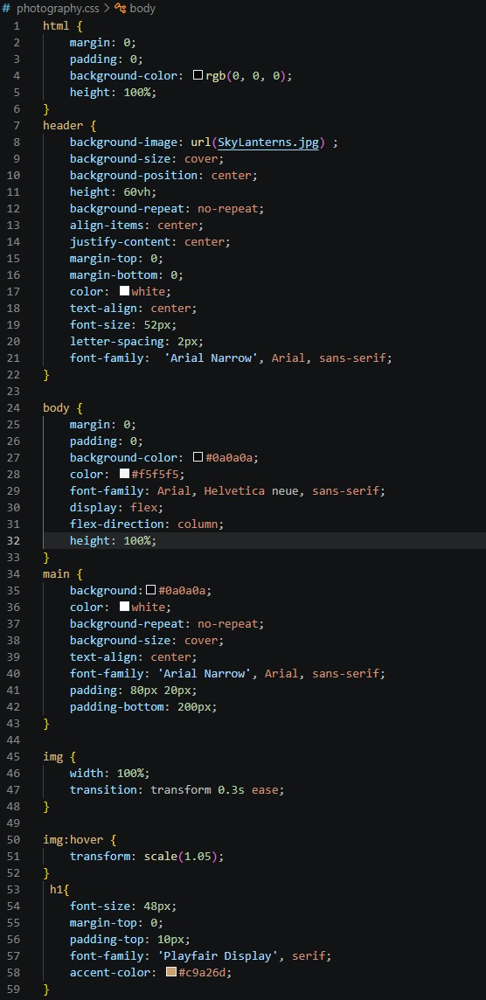 # photography.css > body
1 html {
2     margin: 0;
3     padding: 0;
4     background-color: rgb(0, 0, 0);
5     height: 100%;
6 }
7 header {
8     background-image: url(SkyLanterns.jpg) ;
9     background-size: cover;
10     background-position: center;
11     height: 60vh;
12     background-repeat: no-repeat;
13     align-items: center;
14     justify-content: center;
15     margin-top: 0;
16     margin-bottom: 0;
17     color: white;
18     text-align: center;
19     font-size: 52px;
20     letter-spacing: 2px;
21     font-family:  'Arial Narrow', Arial, sans-serif;
22 }
23
24 body {
25     margin: 0;
26     padding: 0;
27     background-color: #0a0a0a;
28     color: #f5f5f5;
29     font-family: Arial, Helvetica neue, sans-serif;
30     display: flex;
31     flex-direction: column;
32     height: 100%;
33 }
34 main {
35     background: #0a0a0a;
36     color: white;
37     background-repeat: no-repeat;
38     background-size: cover;
39     text-align: center;
40     font-family: 'Arial Narrow', Arial, sans-serif;
41     padding: 80px 20px;
42     padding-bottom: 200px;
43 }
44
45 img {
46     width: 100%;
47     transition: transform 0.3s ease;
48 }
49
50 img:hover {
51     transform: scale(1.05);
52 }
53  h1{
54     font-size: 48px;
55     margin-top: 0;
56     padding-top: 10px;
57     font-family: 'Playfair Display', serif;
58     accent-color: #c9a26d;
59 }